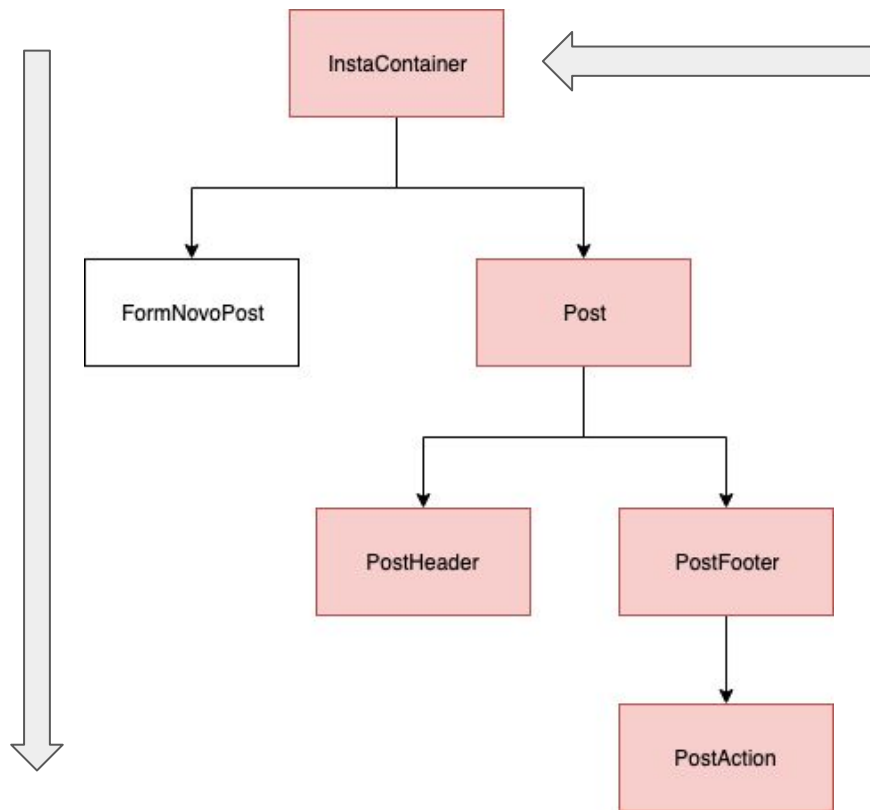 InstaContainer
FormNovoPost
Post
PostHeader
PostFooter
PostAction